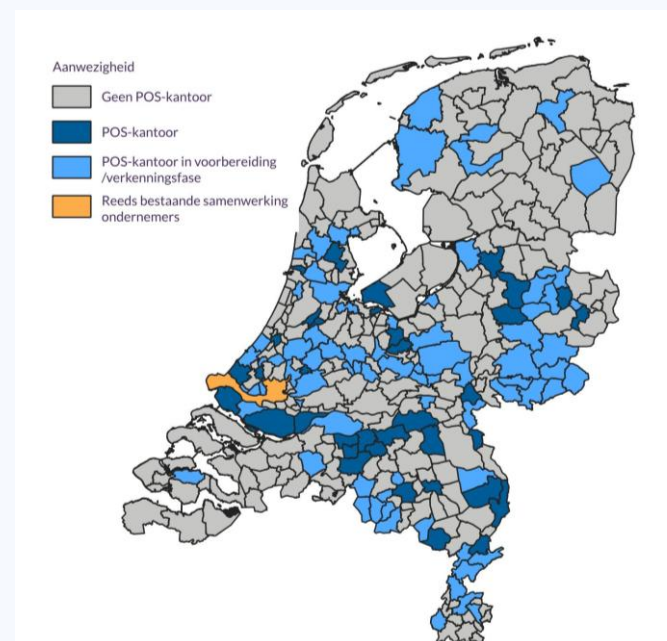 Aanwezigheid
Geen POS-kantoor
POS-kantoor
POS-kantoor in voorbereiding
/verkenningsfase
Reeds bestaande samenwerking
ondernemers